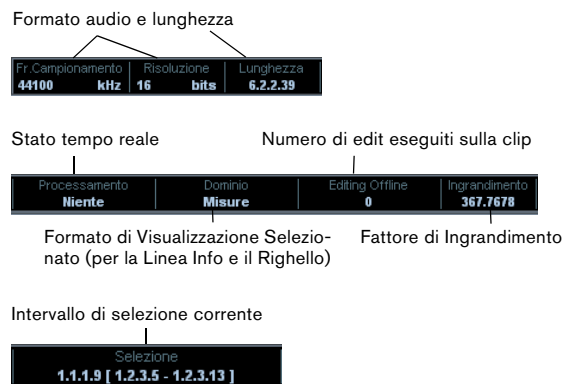 Formato audio e lunghezza
Fr.Campionamento Risoluzione Lunghezza
44100 kHz 16 bits 6.2.2.39
Stato tempo reale Numero di edit eseguiti sulla clip
Processamento Dominio Editing Offline Ingrandimento
Niente Misure 0 367.7678
Formato di Visualizzazione Selezio-
nato (per la Linea Info e il Righello)
Fattore di Ingrandimento
Intervallo di selezione corrente
Selezione
1.1.1.9 [ 1.2.3.5 - 1.2.3.13 ]